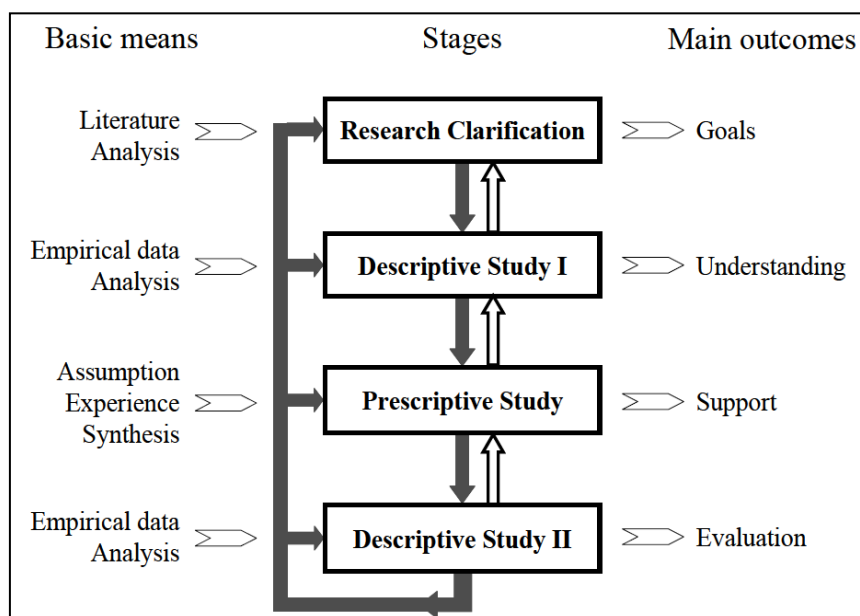 Basic means Stages Main outcomes
Literature
Analysis
Research Clarification
Goals
Empirical data
Analysis
Descriptive Study I
Understanding
Assumption
Experience
Synthesis
Prescriptive Study
Support
Empirical data
Analysis
Descriptive Study II
Evaluation